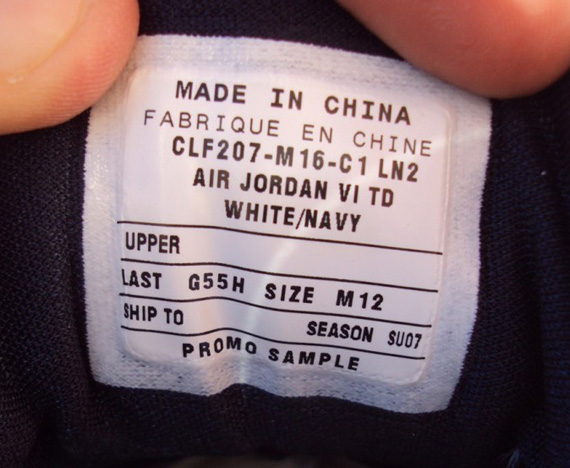 MADE IN CHINA
FABRIQUE EN CHINE
CLF207-M16-C1 LN2
AIR JORDAN VI TD
WHITE/NAVY
UPPER
LAST G55H SIZE M12
SHIP TO SEASON SU07
PROMO SAMPLE